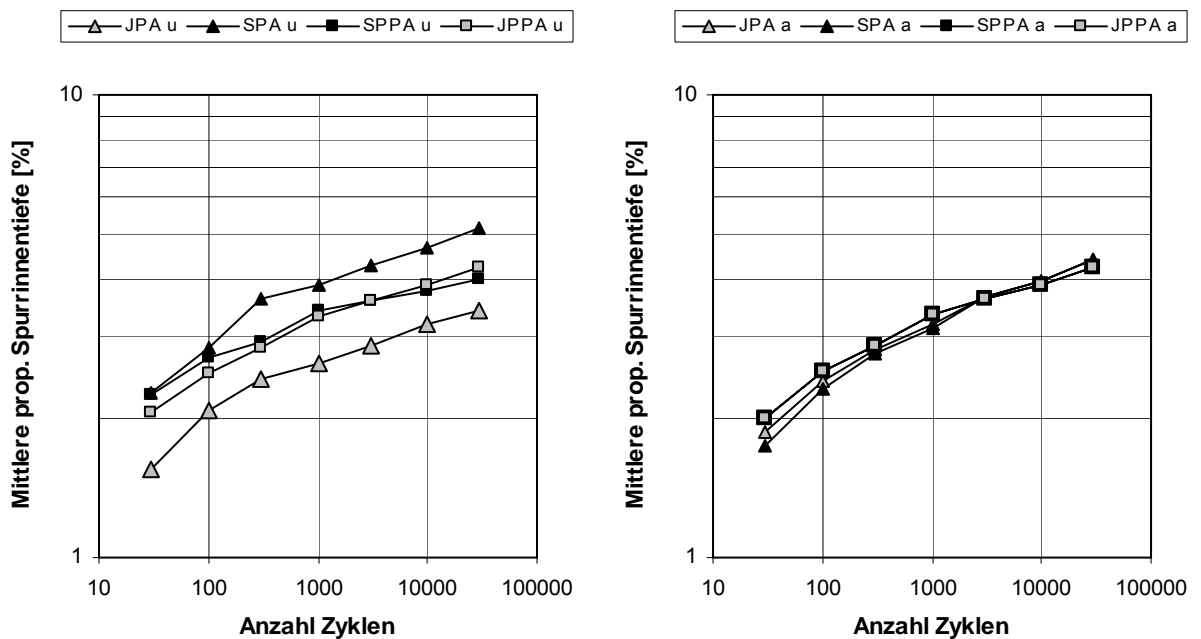 JPA u SPA u SPPA u JPPA u
10
1
Mittlere prop. Spurrinnentiefe [%]
10 100 1000 10000 100000
Anzahl Zyklen
JPA a SPA a SPPA a JPPA a
10
1
Mittlere prop. Spurrinnentiefe [%]
10 100 1000 10000 100000
Anzahl Zyklen